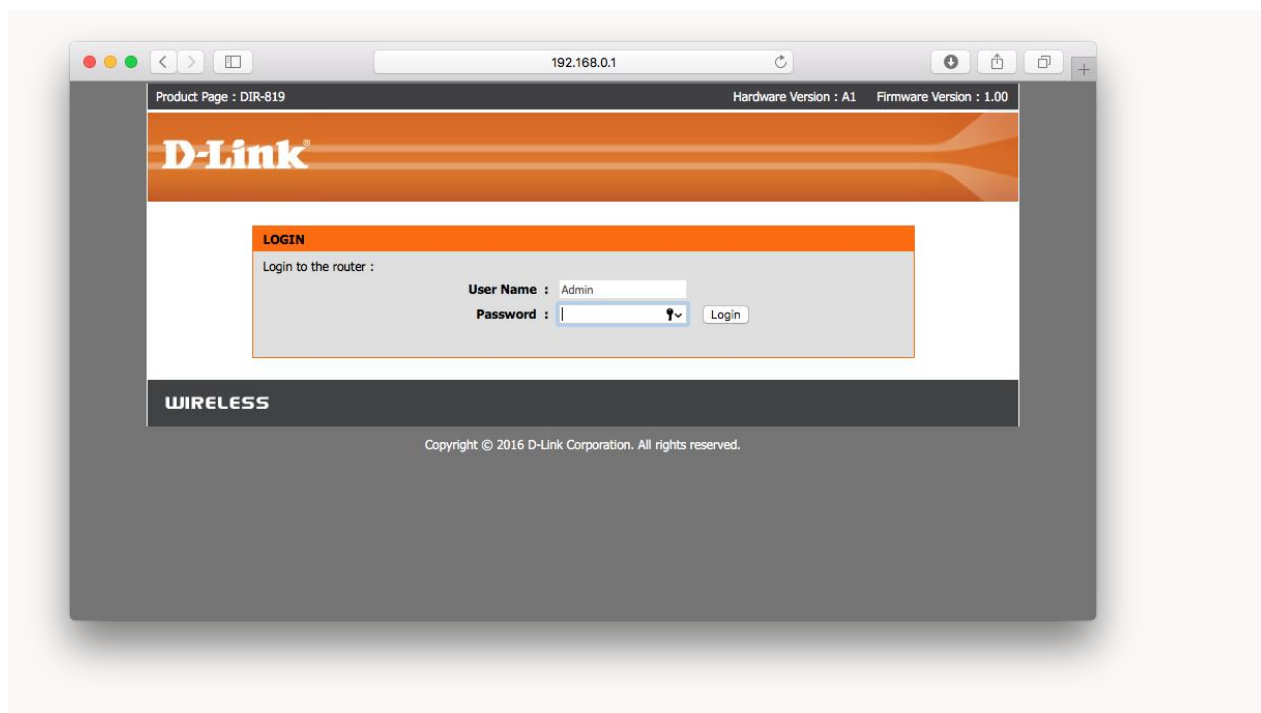 192.168.0.1
Product Page : DIR-819 Hardware Version : A1 Firmware Version : 1.00
D-Link®
LOGIN
Login to the router :
User Name : Admin
Password : Login
WIRELESS
Copyright © 2016 D-Link Corporation. All rights reserved.